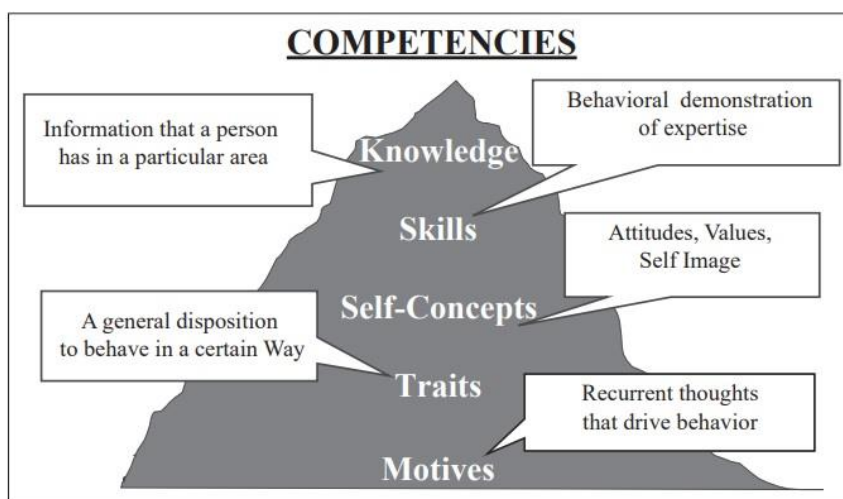 COMPETENCIES
Information that a person
has in a particular area
Behavioral demonstration
of expertise
Knowledge
Skills
Attitudes, Values,
Self Image
Self-Concepts
A general disposition
to behave in a certain Way
Traits
Recurrent thoughts
that drive behavior
Motives